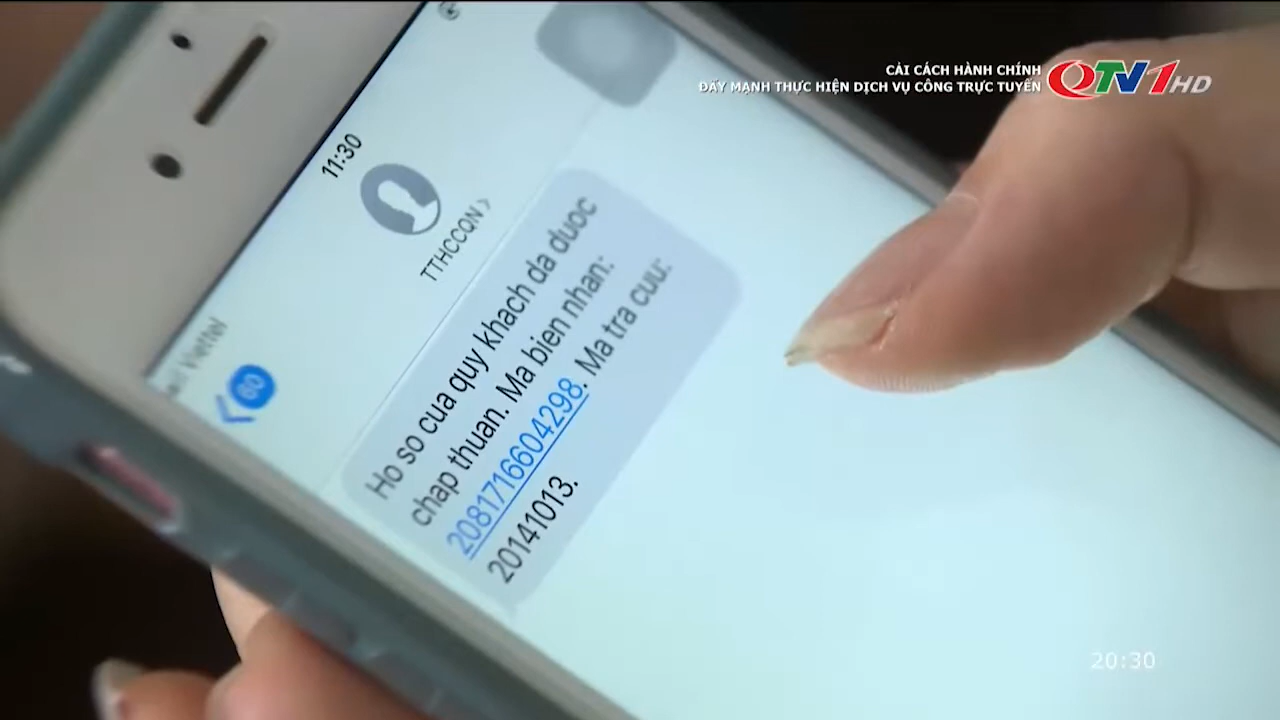 CẢI CÁCH HÀNH CHÍNH
ĐẨY MẠNH THỰC HIỆN DỊCH VỤ CÔNG TRỰC TUYẾN
QTV1HD
Viettel
11:30
60
TTHCCQN
Ho so cua quy khach da duoc
chap thuan. Ma bien nhan:
2081716604298. Ma tra cuu:
20141013.
20:30